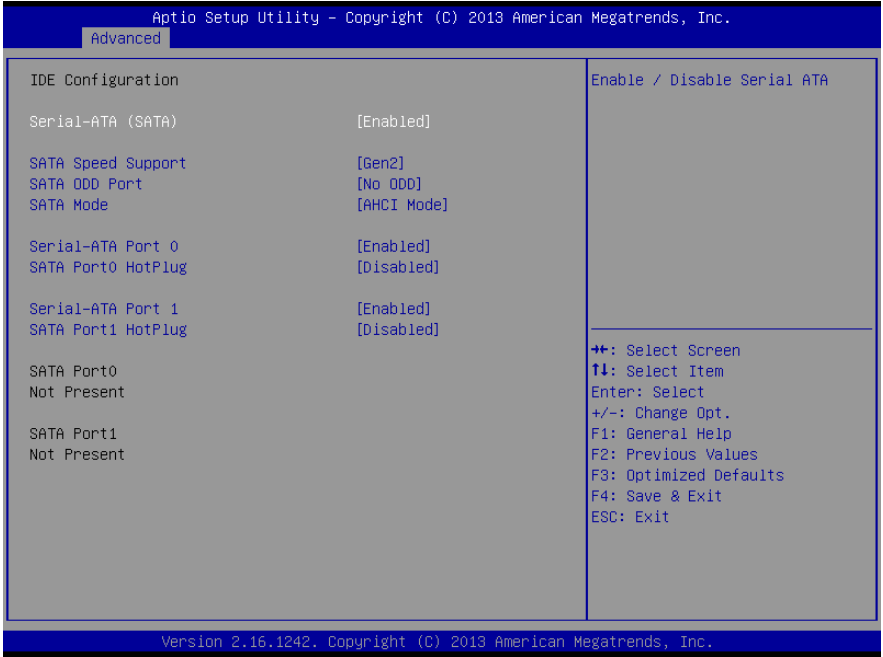 Aptio Setup Utility – Copyright (C) 2013 American Megatrends, Inc.
Advanced
IDE Configuration
Serial-ATA (SATA) [Enabled]
SATA Speed Support [Gen2]
SATA ODD Port [No ODD]
SATA Mode [AHCI Mode]
Serial-ATA Port 0 [Enabled]
SATA Port0 HotPlug [Disabled]
Serial-ATA Port 1 [Enabled]
SATA Port1 HotPlug [Disabled]
SATA Port0
Not Present
SATA Port1
Not Present
Enable / Disable Serial ATA
→←: Select Screen
↑↓: Select Item
Enter: Select
+/-: Change Opt.
F1: General Help
F2: Previous Values
F3: Optimized Defaults
F4: Save & Exit
ESC: Exit
Version 2.16.1242. Copyright (C) 2013 American Megatrends, Inc.